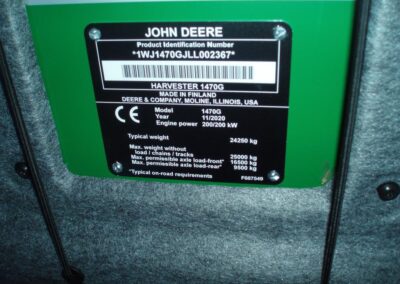 JOHN DEERE
Product Identification Number
*1WJ1470GJLL002367*
HARVESTER 1470G
MADE IN FINLAND
DEERE & COMPANY, MOLINE, ILLINOIS, USA
CE
Model 1470G
Year 11/2020
Engine power 200/200 kW
Typical weight 24250 kg
Max. weight without
load / chains / tracks 25000 kg
Max. permissible axle load-front* 16500 kg
Max. permissible axle load-rear* 9500 kg
*Typical on-road requirements
F687549